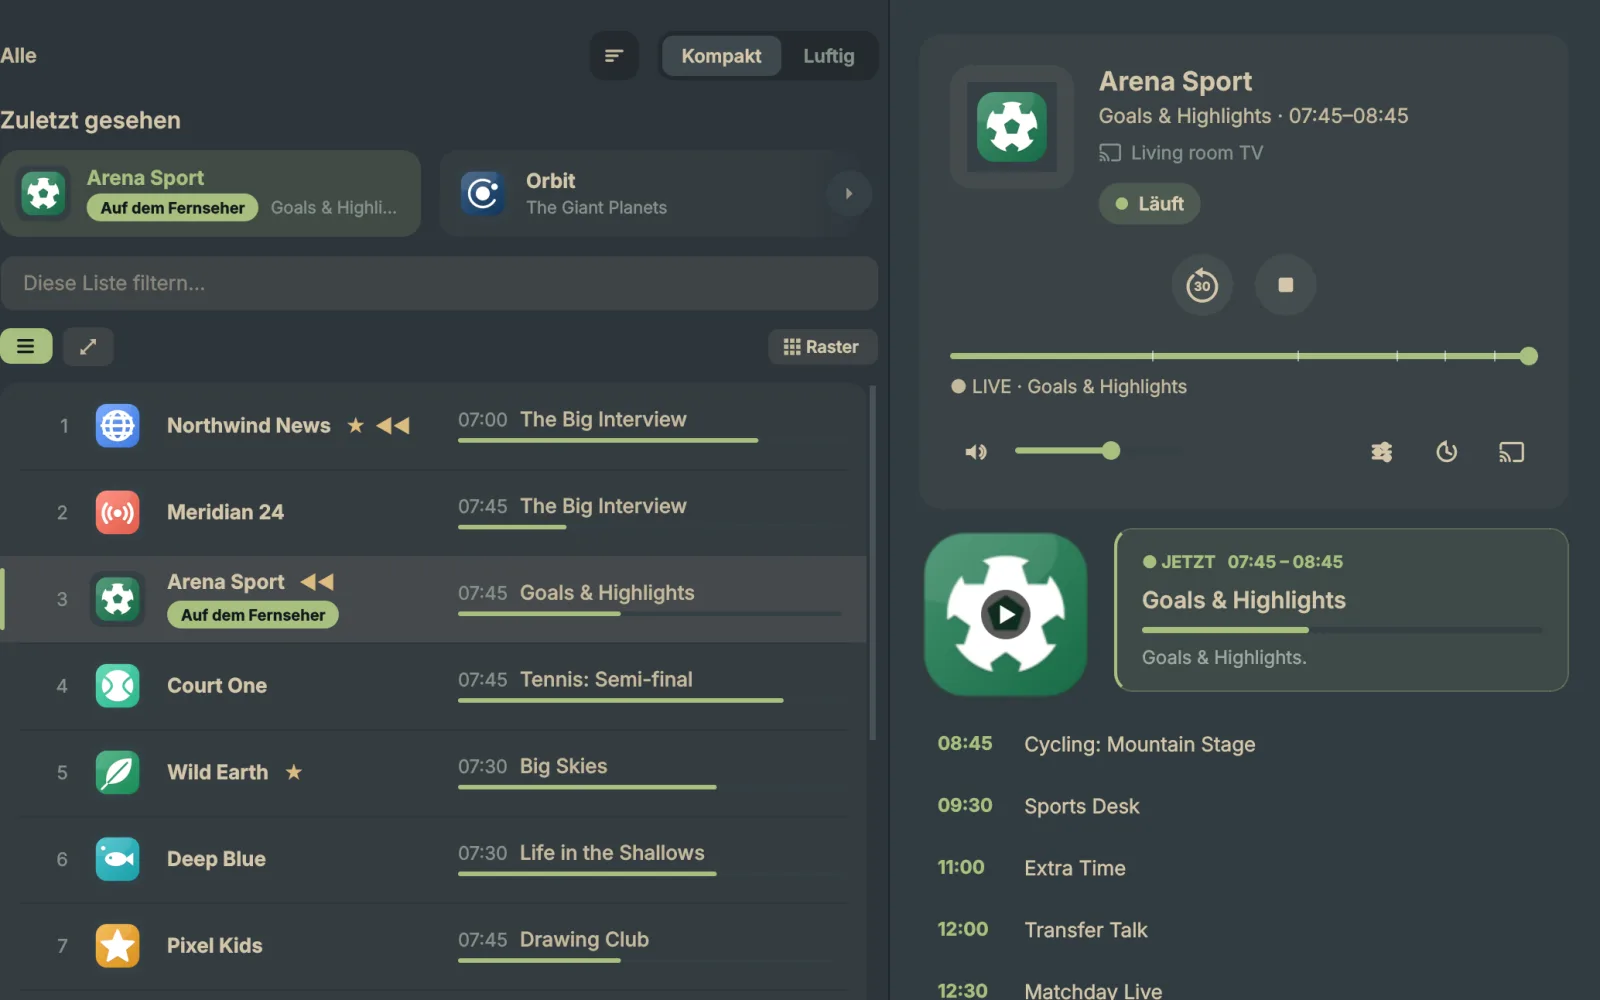 Alle
Kompakt
Luftig
Zuletzt gesehen
Arena Sport
Auf dem Fernseher
Goals & Highli...
Orbit
The Giant Planets
Diese Liste filtern...
Raster
1 Northwind News 07:00 The Big Interview
2 Meridian 24 07:45 The Big Interview
3 Arena Sport 07:45 Goals & Highlights
Auf dem Fernseher
4 Court One 07:45 Tennis: Semi-final
5 Wild Earth 07:30 Big Skies
6 Deep Blue 07:30 Life in the Shallows
7 Pixel Kids 07:45 Drawing Club
Arena Sport
Goals & Highlights · 07:45–08:45
Living room TV
Läuft
30
LIVE · Goals & Highlights
JETZT 07:45 – 08:45
Goals & Highlights
Goals & Highlights.
08:45 Cycling: Mountain Stage
09:30 Sports Desk
11:00 Extra Time
12:00 Transfer Talk
12:30 Matchday Live